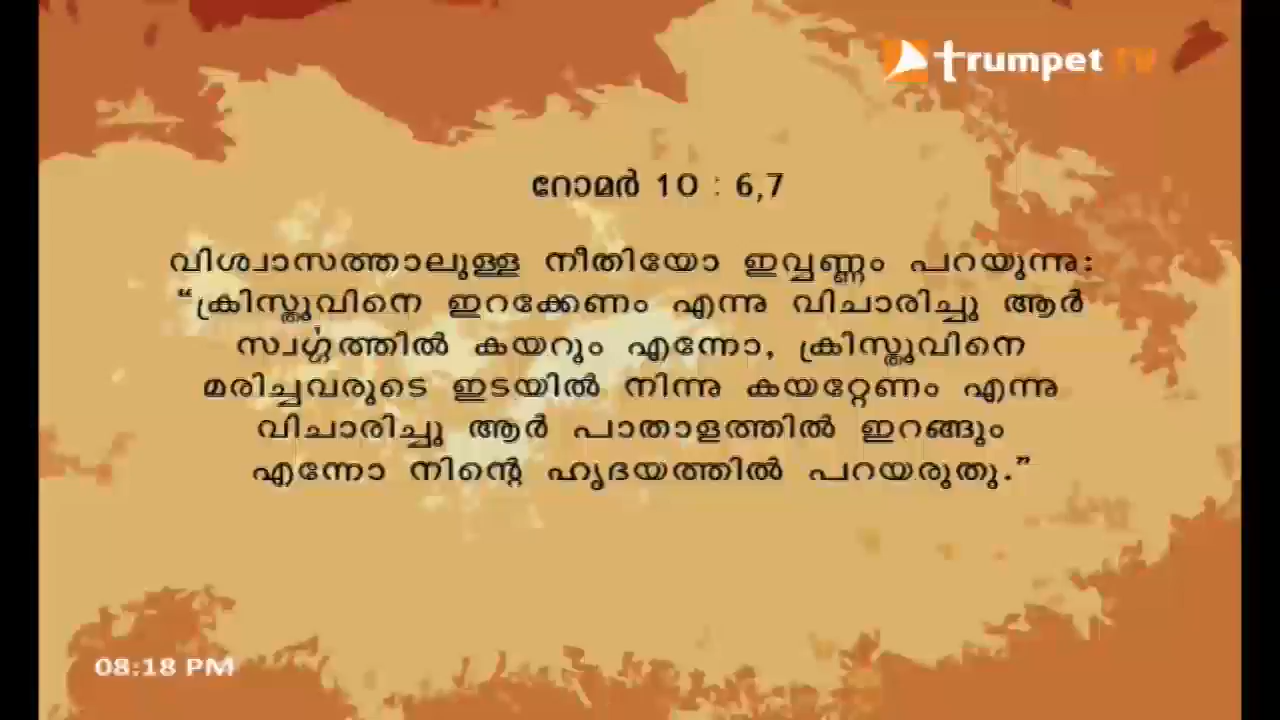 trumpet TV
റോമർ 10 : 6,7
വിശ്വാസത്താലുള്ള നീതിയോ ഇവ്വണ്ണം പറയുന്നു:
“ക്രിസ്തുവിനെ ഇറക്കേണം എന്നു വിചാരിച്ചു ആർ
സ്വൎഗ്ഗത്തിൽ കയറും എന്നോ, ക്രിസ്തുവിനെ
മരിച്ചവരുടെ ഇടയിൽ നിന്നു കയറ്റേണം എന്നു
വിചാരിച്ചു ആർ പാതാളത്തിൽ ഇറങ്ങും
എന്നോ നിന്റെ ഹൃദയത്തിൽ പറയരുതു.”
08:18 PM